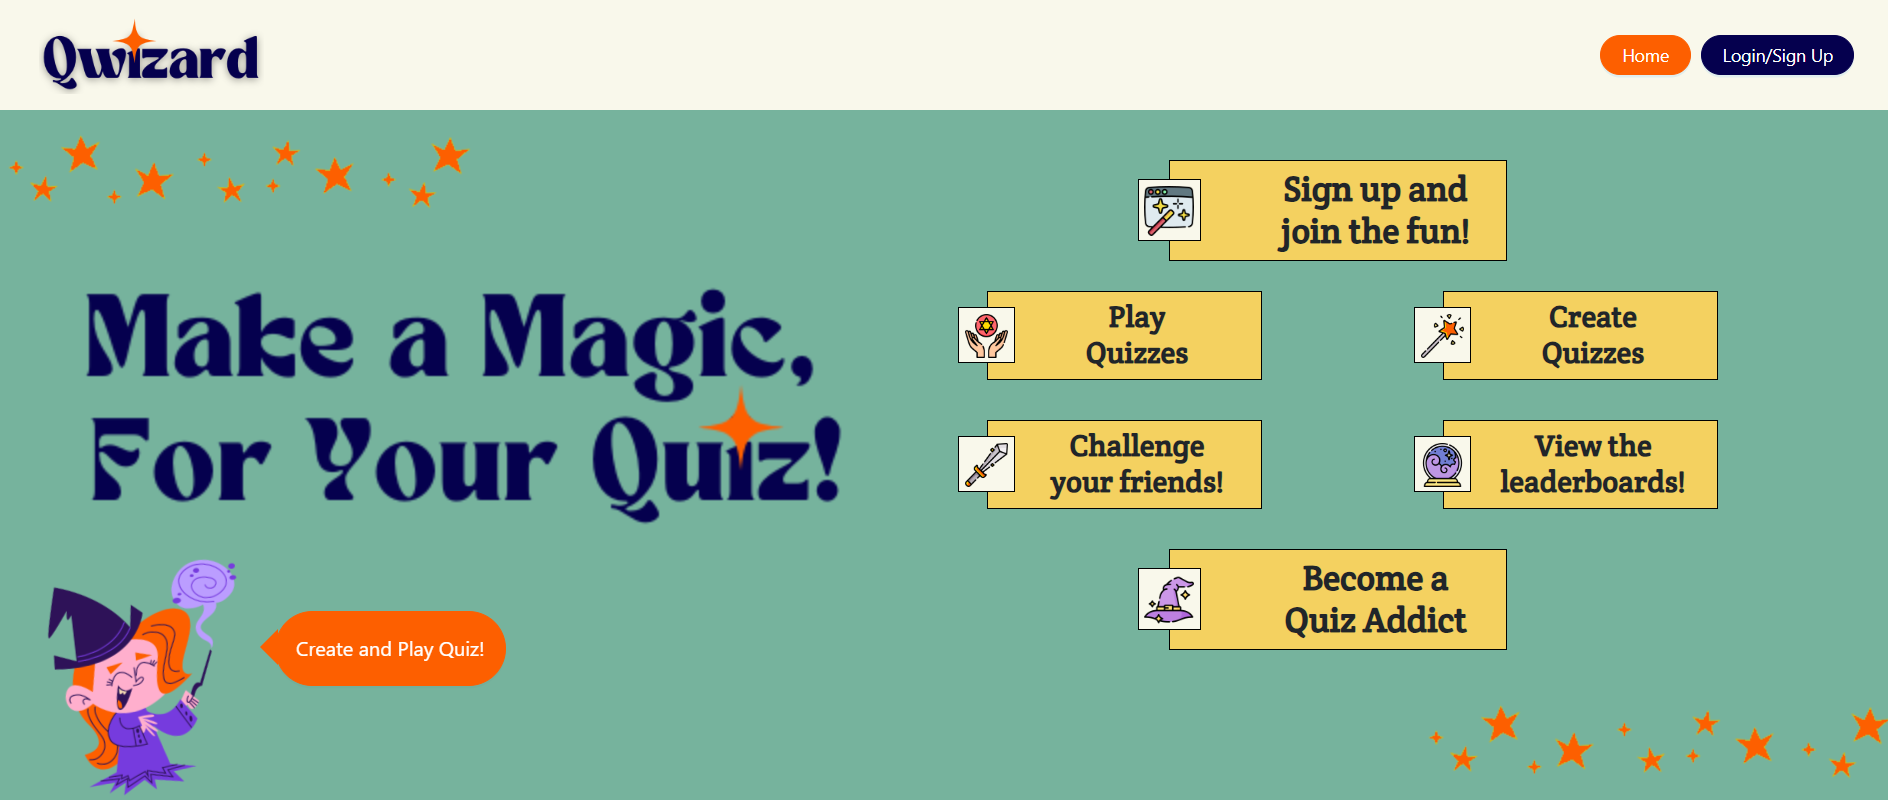 Qwizard
Home
Login/Sign Up
Make a Magic,
For Your Quiz!
Create and Play Quiz!
Sign up and
join the fun!
Play
Quizzes
Create
Quizzes
Challenge
your friends!
View the
leaderboards!
Become a
Quiz Addict